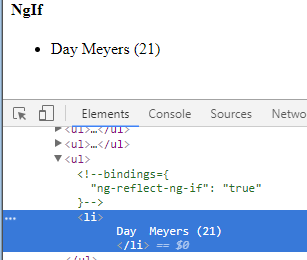 NgIf
• Day Meyers (21)
Elements Console Sources Network
▶<ul>…</ul>
▶<ul>…</ul>
▼<ul>
<!--bindings={
"ng-reflect-ng-if": "true"
}-->
… <li>
Day  Meyers (21)
</li> == $0
</ul>